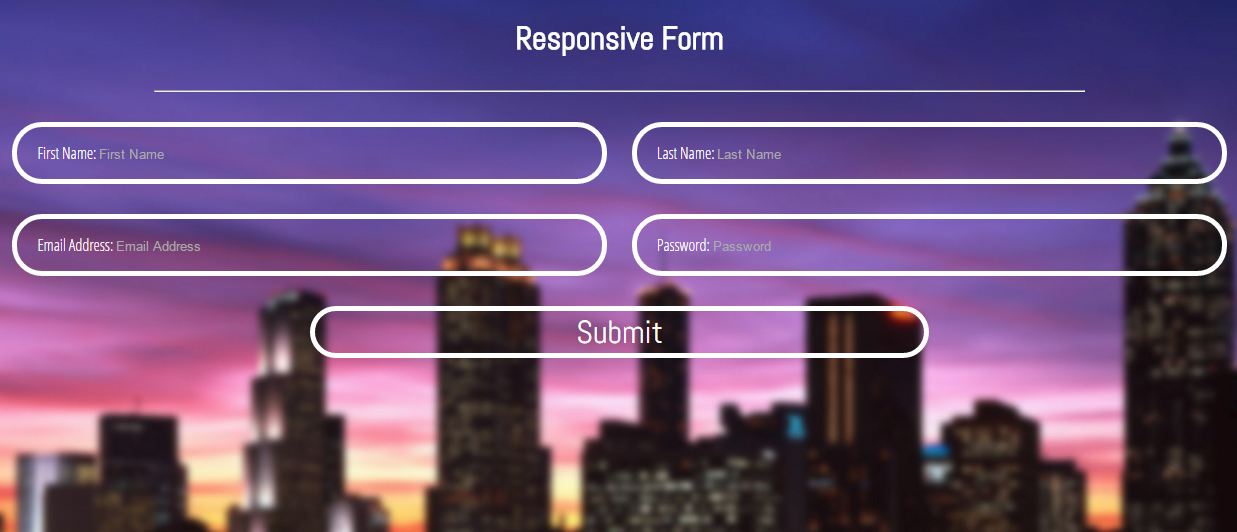 Responsive Form
First Name: First Name
Last Name: Last Name
Email Address: Email Address
Password: Password
Submit